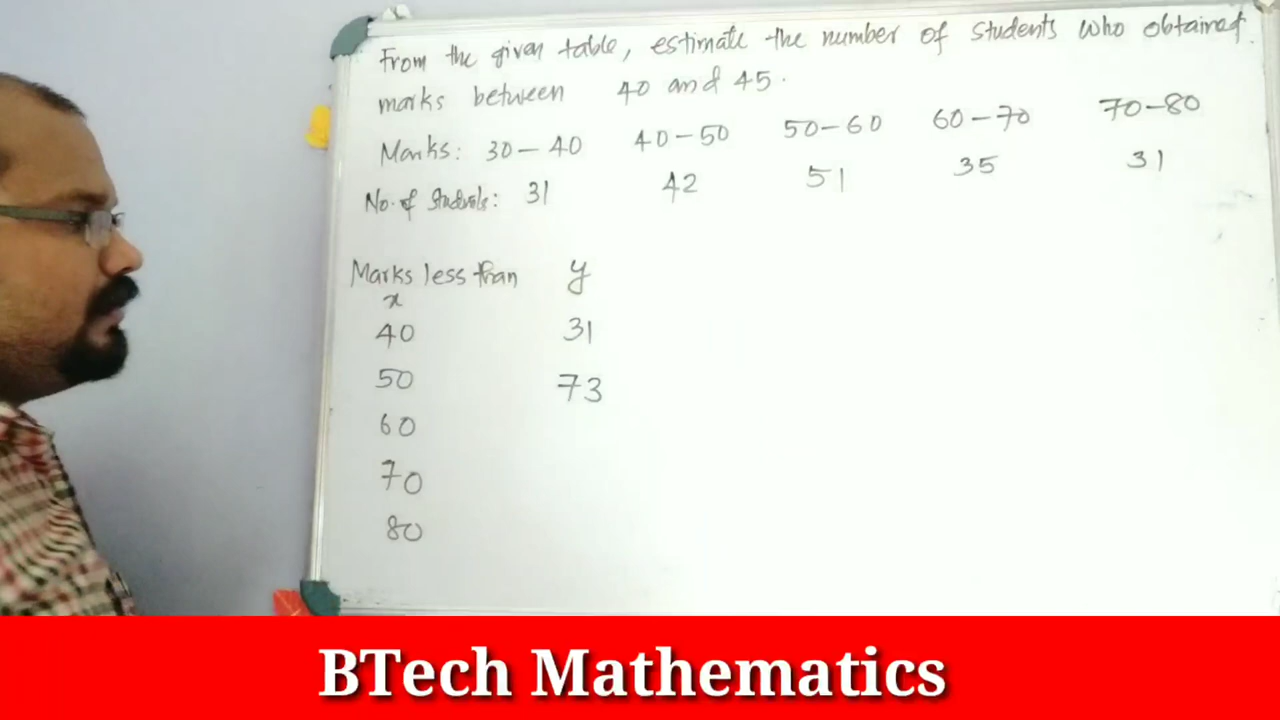 From the given table, estimate the number of students who obtained
marks between 40 and 45.
Marks: 30-40 40-50 50-60 60-70 70-80
No. of Students: 31 42 51 35 31
Marks less than y
x
40 31
50 73
60
70
80
BTech Mathematics